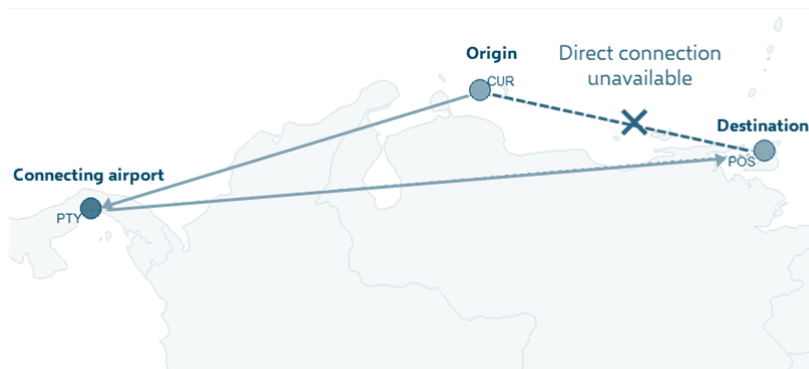 Origin
CUR
Direct connection
unavailable
Destination
POS
Connecting airport
PTY